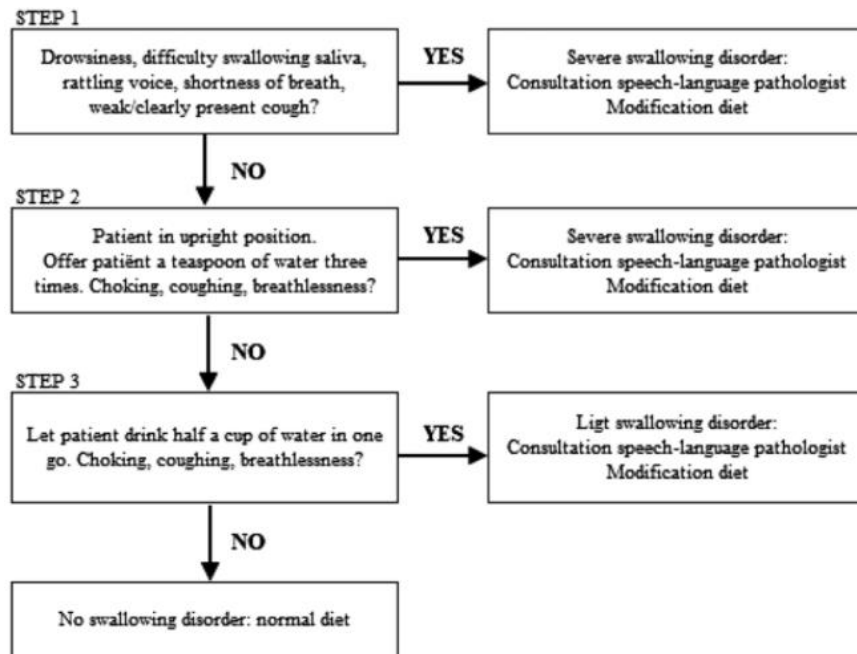 STEP 1
Drowsiness, difficulty swallowing saliva,
rattling voice, shortness of breath,
weak/clearly present cough?
YES
Severe swallowing disorder:
Consultation speech-language pathologist
Modification diet
NO
STEP 2
Patient in upright position.
Offer patiënt a teaspoon of water three
times. Choking, coughing, breathlessness?
YES
Severe swallowing disorder:
Consultation speech-language pathologist
Modification diet
NO
STEP 3
Let patient drink half a cup of water in one
go. Choking, coughing, breathlessness?
YES
Ligt swallowing disorder:
Consultation speech-language pathologist
Modification diet
NO
No swallowing disorder: normal diet